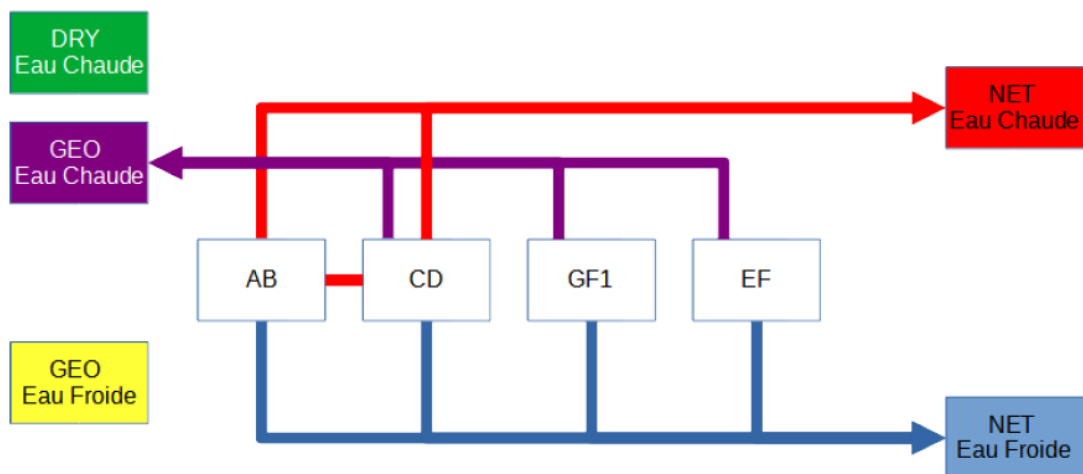 DRY
Eau Chaude
NET
Eau Chaude
GEO
Eau Chaude
AB
CD
GF1
EF
GEO
Eau Froide
NET
Eau Froide